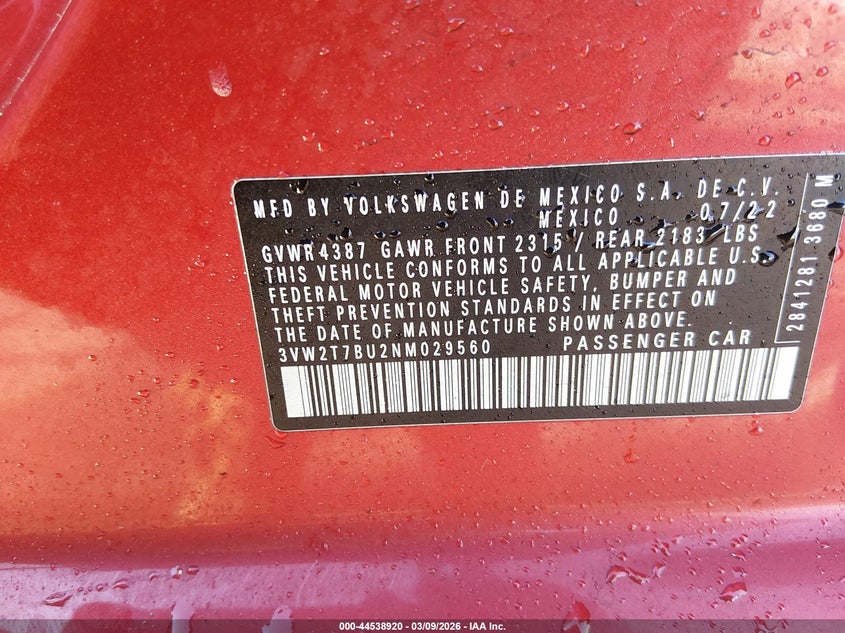 MFD BY VOLKSWAGEN DE MEXICO S.A. DE C.V.
MEXICO 07/22
GVWR 4387 GAWR FRONT 2315 / REAR 2183 LBS
THIS VEHICLE CONFORMS TO ALL APPLICABLE U.S.
FEDERAL MOTOR VEHICLE SAFETY, BUMPER AND
THEFT PREVENTION STANDARDS IN EFFECT ON
THE DATE OF MANUFACTURE SHOWN ABOVE.
3VW2T7BU2NM029560 PASSENGER CAR
2841281 3680 M
000-44538920 - 03/09/2026 - IAA Inc.